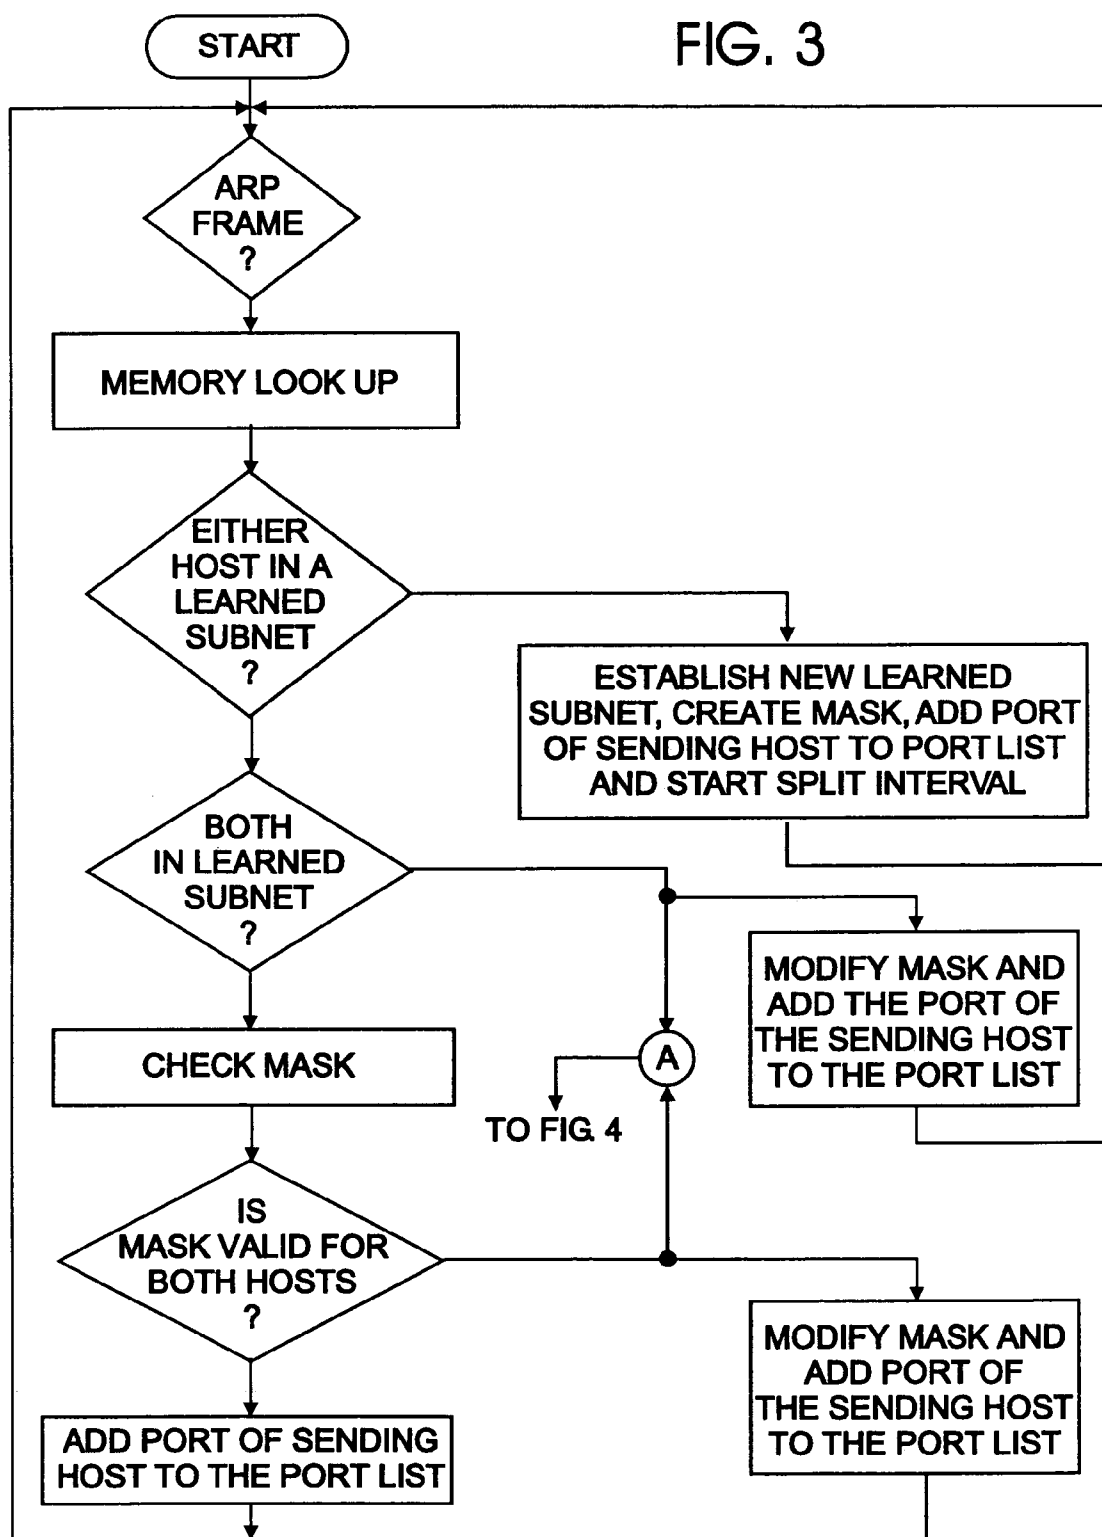 START
FIG. 3
ARP
FRAME
?
MEMORY LOOK UP
EITHER
HOST IN A
LEARNED
SUBNET
?
ESTABLISH NEW LEARNED
SUBNET, CREATE MASK, ADD PORT
OF SENDING HOST TO PORT LIST
AND START SPLIT INTERVAL
BOTH
IN LEARNED
SUBNET
?
MODIFY MASK AND
ADD THE PORT OF
THE SENDING HOST
TO THE PORT LIST
CHECK MASK
A
TO FIG. 4
IS
MASK VALID FOR
BOTH HOSTS
?
MODIFY MASK AND
ADD PORT OF
THE SENDING HOST
TO THE PORT LIST
ADD PORT OF SENDING
HOST TO THE PORT LIST